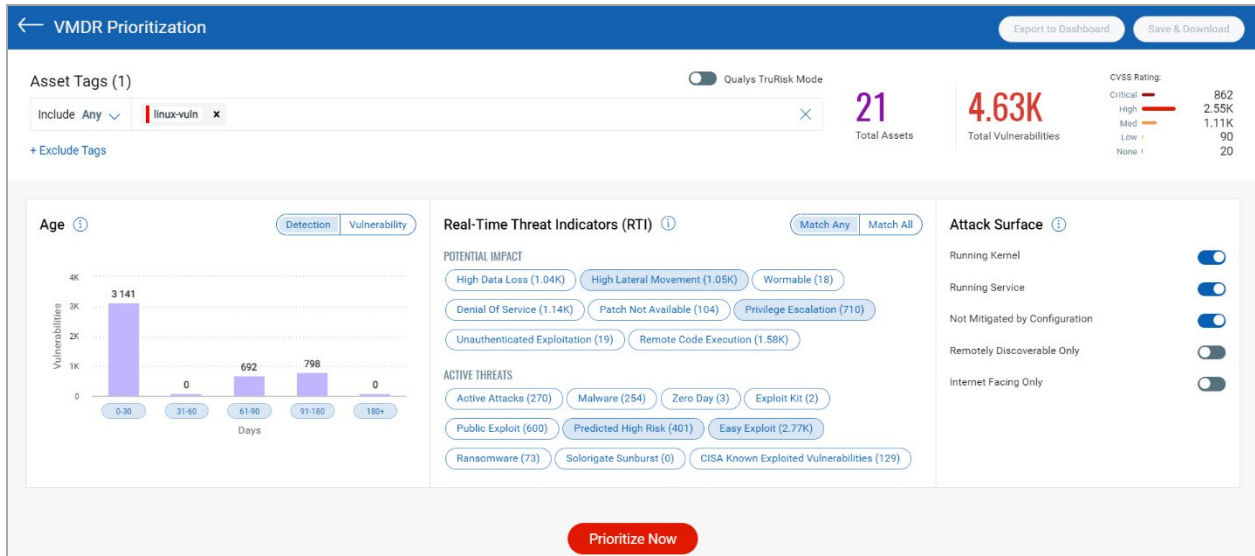 VMDR Prioritization
Export to Dashboard
Save & Download
Asset Tags (1)
Qualys TruRisk Mode
Include Any
linux-vuln x
+ Exclude Tags
21
Total Assets
4.63K
Total Vulnerabilities
CVSS Rating:
Critical 862
High 2.55K
Med 1.11K
Low 90
None 20
Age
Detection Vulnerability
4K
3K
2K
1K
0
Vulnerabilities
3 141
0
692
798
0
0-30 31-60 61-90 91-180 180+
Days
Real-Time Threat Indicators (RTI)
Match Any Match All
POTENTIAL IMPACT
High Data Loss (1.04K) High Lateral Movement (1.05K) Wormable (18)
Denial Of Service (1.14K) Patch Not Available (104) Privilege Escalation (710)
Unauthenticated Exploitation (19) Remote Code Execution (1.58K)
ACTIVE THREATS
Active Attacks (270) Malware (254) Zero Day (3) Exploit Kit (2)
Public Exploit (600) Predicted High Risk (401) Easy Exploit (2.77K)
Ransomware (73) Solorigate Sunburst (0) CISA Known Exploited Vulnerabilities (129)
Attack Surface
Running Kernel
Running Service
Not Mitigated by Configuration
Remotely Discoverable Only
Internet Facing Only
Prioritize Now